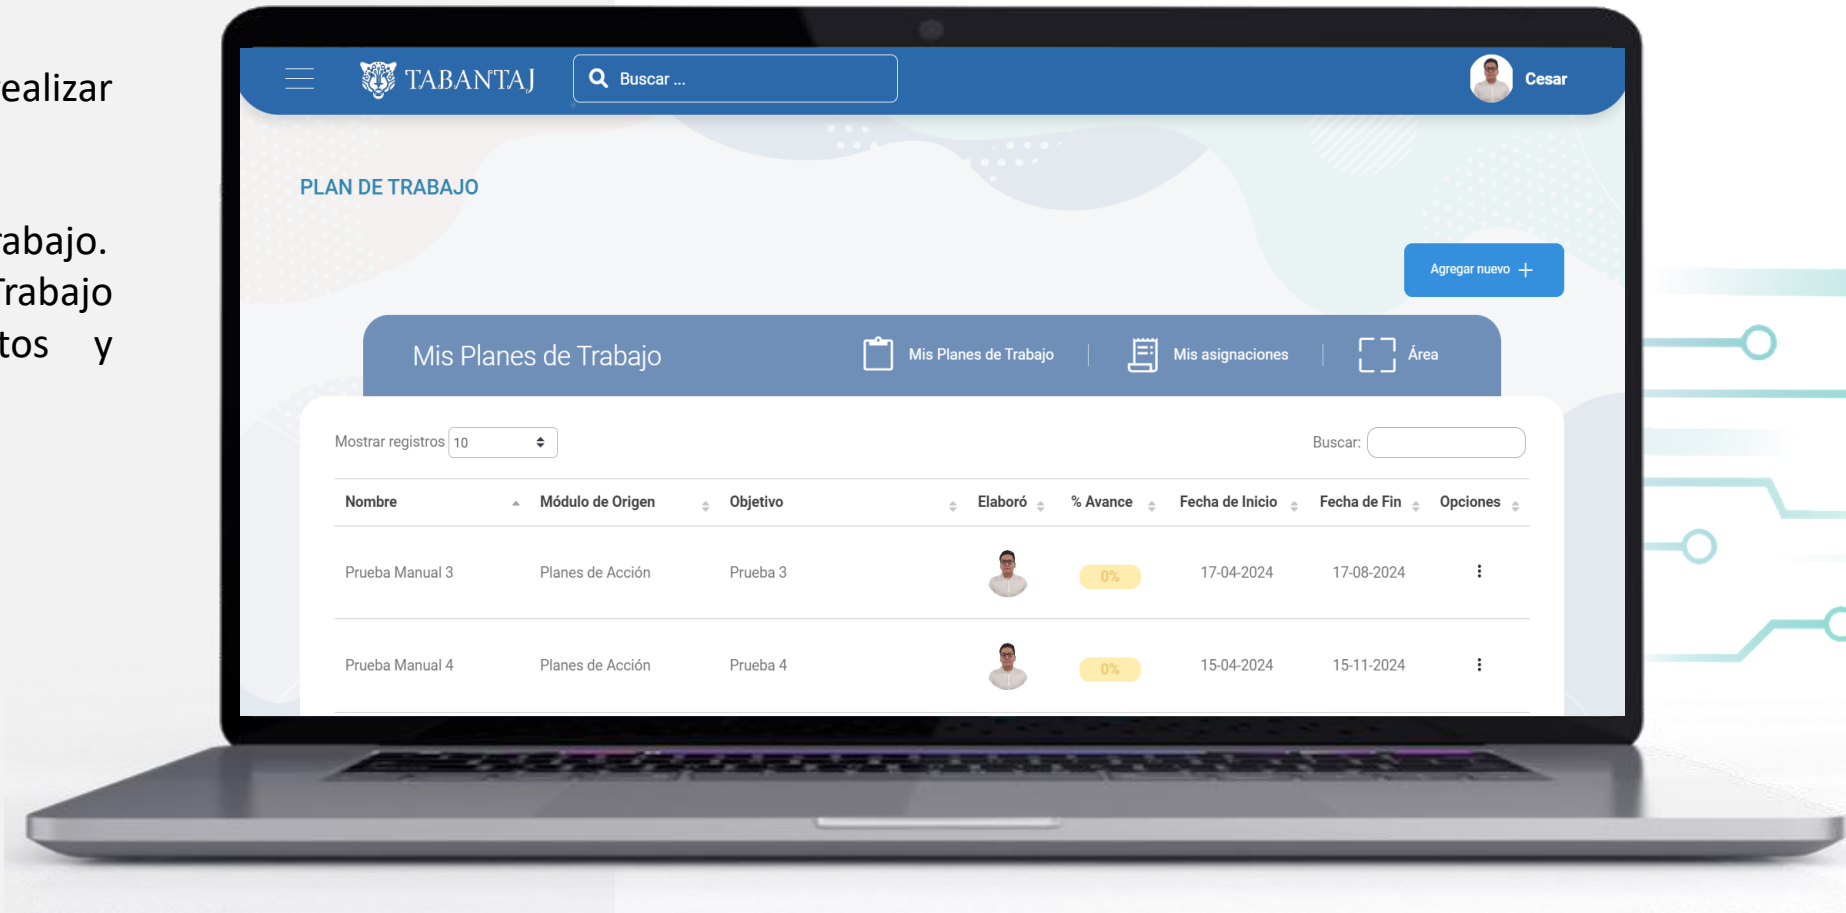 realizar
rabajo.
Trabajo
tos y
TABANTAJ
Buscar ...
Cesar
PLAN DE TRABAJO
Agregar nuevo +
Mis Planes de Trabajo
Mis Planes de Trabajo
Mis asignaciones
Área
Mostrar registros 10
Buscar:
Nombre Módulo de Origen Objetivo Elaboró % Avance Fecha de Inicio Fecha de Fin Opciones
Prueba Manual 3 Planes de Acción Prueba 3 0% 17-04-2024 17-08-2024
Prueba Manual 4 Planes de Acción Prueba 4 0% 15-04-2024 15-11-2024